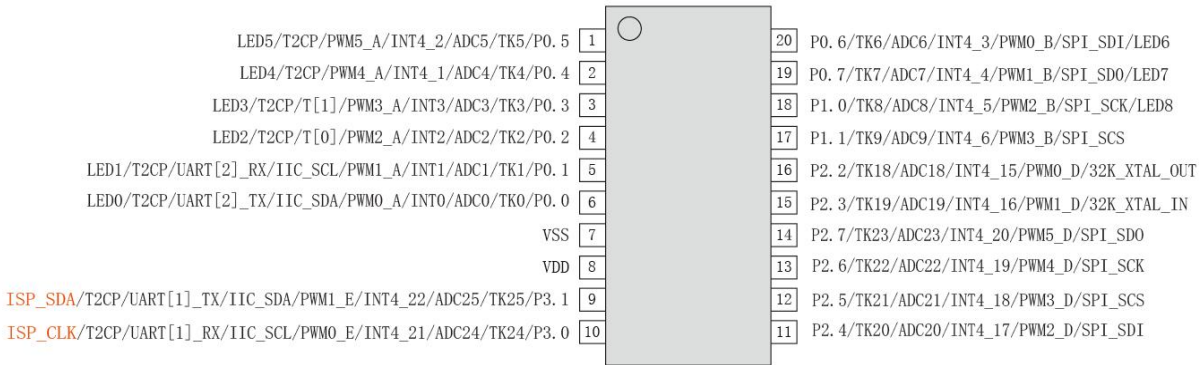 LED5/T2CP/PWM5_A/INT4_2/ADC5/TK5/P0.5 1
20 P0.6/TK6/ADC6/INT4_3/PWM0_B/SPI_SDI/LED6
LED4/T2CP/PWM4_A/INT4_1/ADC4/TK4/P0.4 2
19 P0.7/TK7/ADC7/INT4_4/PWM1_B/SPI_SDO/LED7
LED3/T2CP/T[1]/PWM3_A/INT3/ADC3/TK3/P0.3 3
18 P1.0/TK8/ADC8/INT4_5/PWM2_B/SPI_SCK/LED8
LED2/T2CP/T[0]/PWM2_A/INT2/ADC2/TK2/P0.2 4
17 P1.1/TK9/ADC9/INT4_6/PWM3_B/SPI_SCS
LED1/T2CP/UART[2]_RX/IIC_SCL/PWM1_A/INT1/ADC1/TK1/P0.1 5
16 P2.2/TK18/ADC18/INT4_15/PWM0_D/32K_XTAL_OUT
LED0/T2CP/UART[2]_TX/IIC_SDA/PWM0_A/INT0/ADC0/TK0/P0.0 6
15 P2.3/TK19/ADC19/INT4_16/PWM1_D/32K_XTAL_IN
VSS 7
14 P2.7/TK23/ADC23/INT4_20/PWM5_D/SPI_SDO
VDD 8
13 P2.6/TK22/ADC22/INT4_19/PWM4_D/SPI_SCK
ISP_SDA/T2CP/UART[1]_TX/IIC_SDA/PWM1_E/INT4_22/ADC25/TK25/P3.1 9
12 P2.5/TK21/ADC21/INT4_18/PWM3_D/SPI_SCS
ISP_CLK/T2CP/UART[1]_RX/IIC_SCL/PWM0_E/INT4_21/ADC24/TK24/P3.0 10
11 P2.4/TK20/ADC20/INT4_17/PWM2_D/SPI_SDI